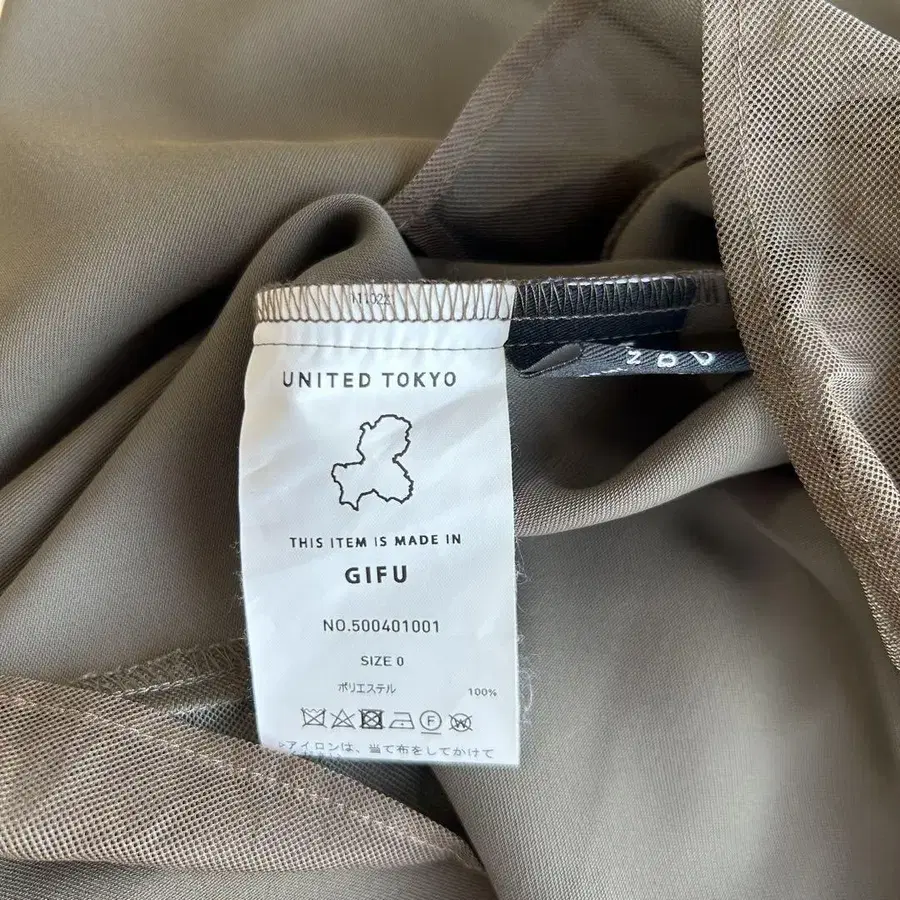 111023
UNITED TOKYO
THIS ITEM IS MADE IN
GIFU
NO.500401001
SIZE 0
ポリエステル 100%
アイロンは、当て布をしてかけて